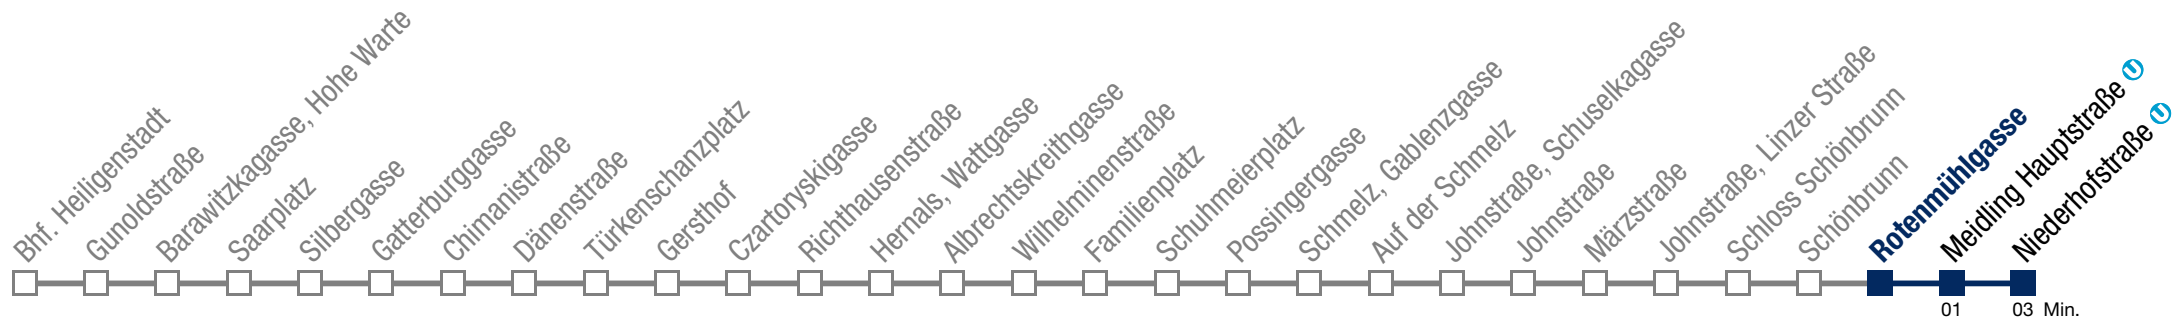 Bhf. Heiligenstadt
Gunoldstraße
Barawitzkagasse, Hohe Warte
Saarplatz
Silbergasse
Gatterburggasse
Chimanistraße
Dänenstraße
Türkenschanzplatz
Gersthof
Czartoryskigasse
Richthausenstraße
Hernals, Wattgasse
Albrechtskreithgasse
Wilhelminenstraße
Familienplatz
Schuhmeierplatz
Possingergasse
Schmelz, Gablenzgasse
Auf der Schmelz
Johnstraße, Schuselkagasse
Johnstraße
Märzstraße
Johnstraße, Linzer Straße
Schloss Schönbrunn
Schönbrunn
Rotenmühlgasse
Meidling Hauptstraße U
Niederhofstraße U
01 03 Min.